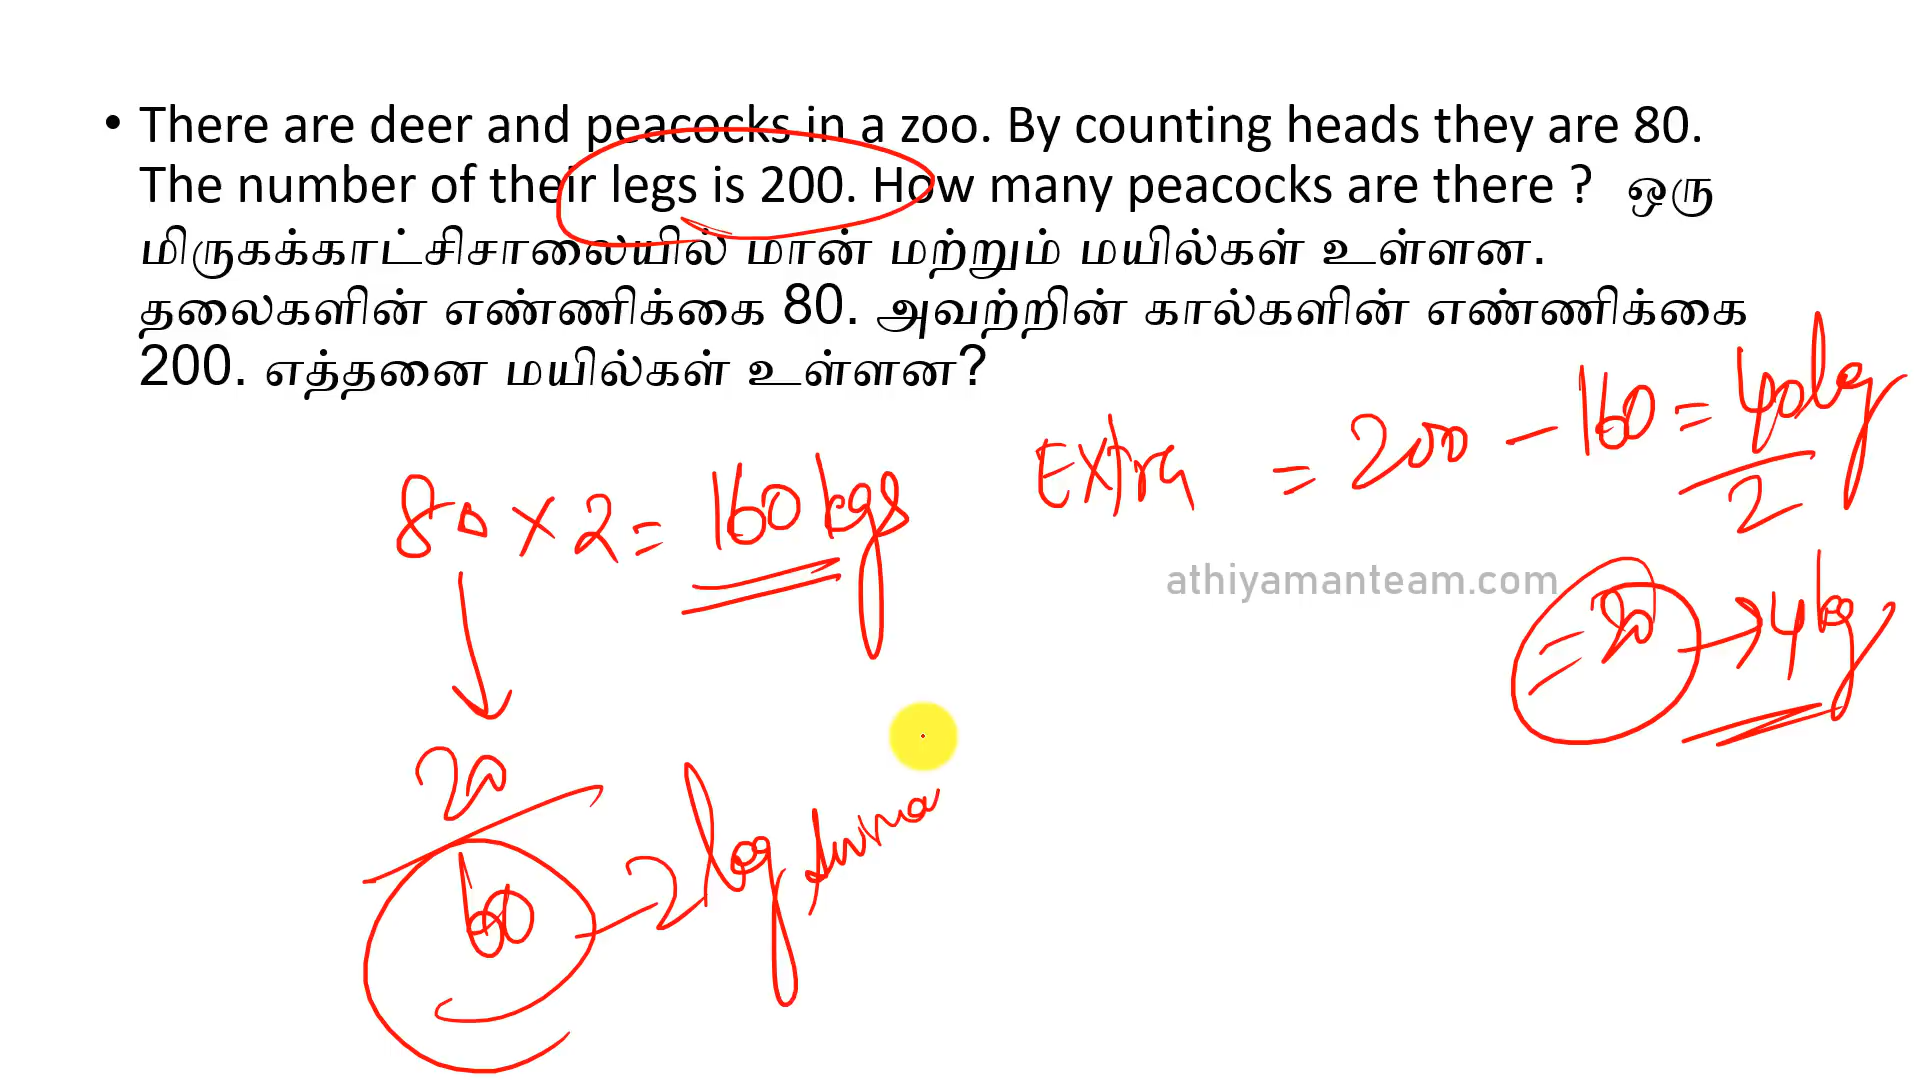 • There are deer and peacocks in a zoo. By counting heads they are 80.
The number of their legs is 200. How many peacocks are there ? ஒரு
மிருகக்காட்சிசாலையில் மான் மற்றும் மயில்கள் உள்ளன.
தலைகளின் எண்ணிக்கை 80. அவற்றின் கால்களின் எண்ணிக்கை
200. எத்தனை மயில்கள் உள்ளன?
Extra = 200 - 160 = 40 leg
2
80 × 2 = 160 legs
athiyamanteam.com
= 20 → 4 leg
20
60 - 2 leg